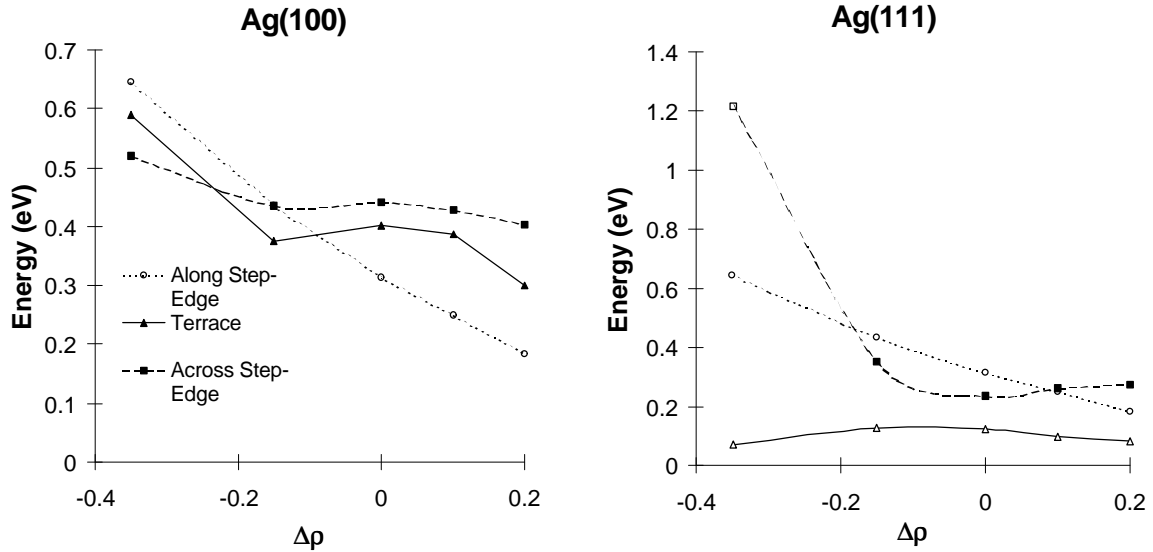 Ag(100)
Energy (eV)
0.7
0.6
0.5
0.4
0.3
0.2
0.1
0
-0.4
-0.2
0
0.2
Δρ
Along Step-
Edge
Terrace
Across Step-
Edge
Ag(111)
Energy (eV)
1.4
1.2
1
0.8
0.6
0.4
0.2
0
-0.4
-0.2
0
0.2
Δρ